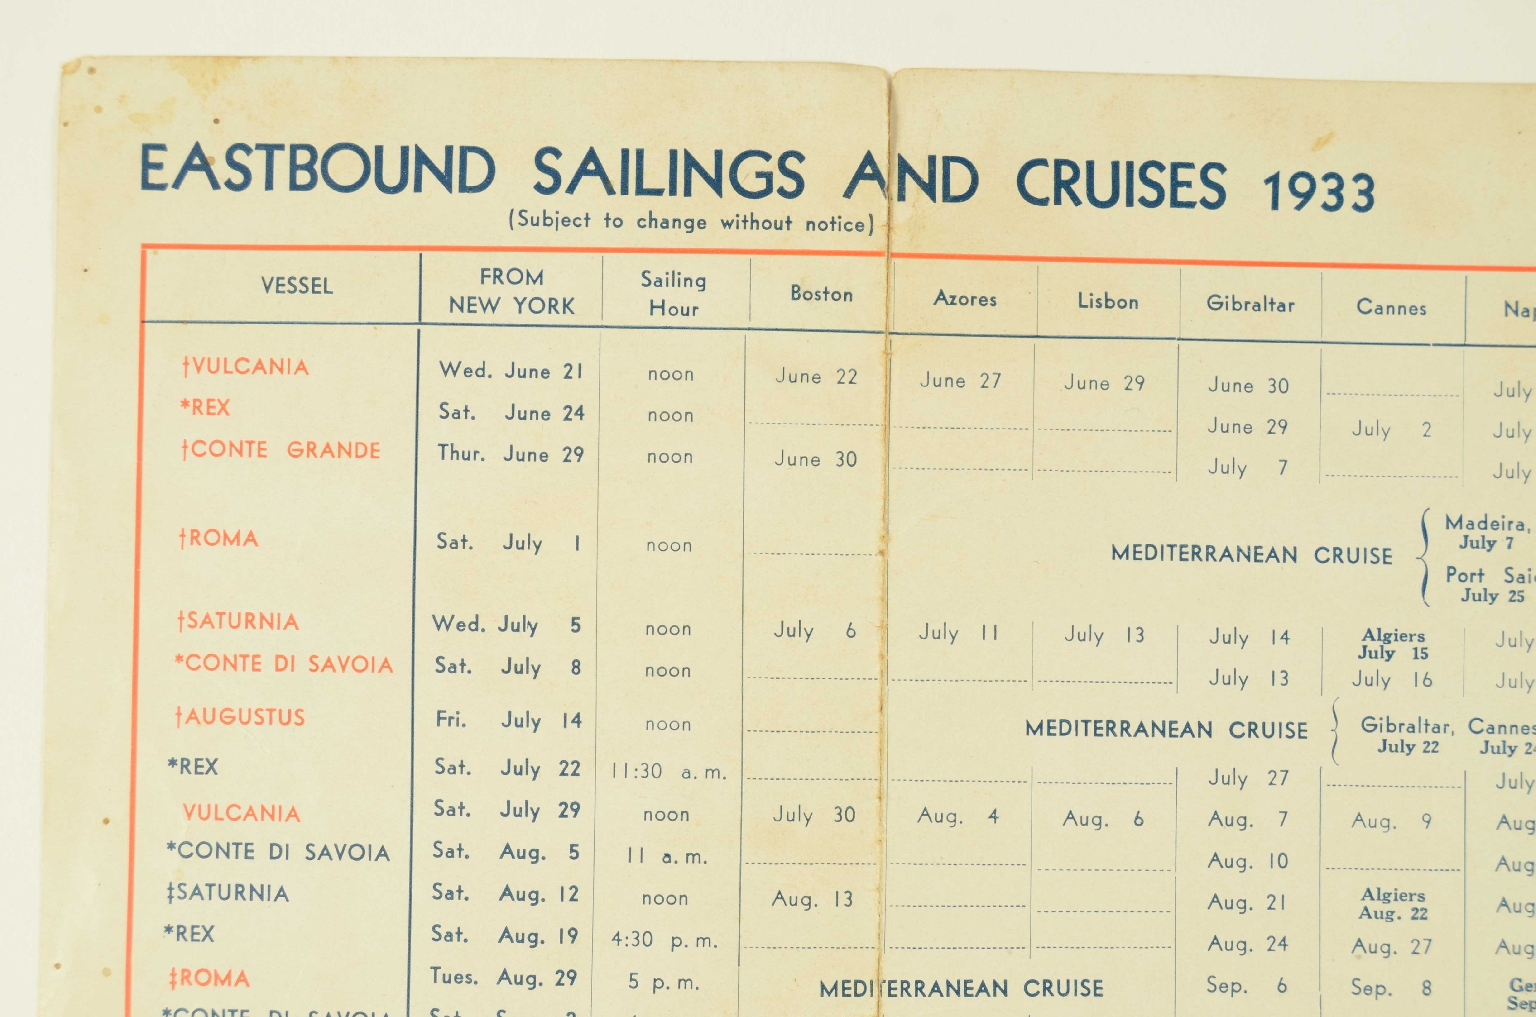 EASTBOUND SAILINGS AND CRUISES 1933
(Subject to change without notice)
VESSEL FROM NEW YORK Sailing Hour Boston Azores Lisbon Gibraltar Cannes
†VULCANIA Wed. June 21 noon June 22 June 27 June 29 June 30 July
*REX Sat. June 24 noon June 29 July 2 July
†CONTE GRANDE Thur. June 29 noon June 30 July 7 July
†ROMA Sat. July 1 noon MEDITERRANEAN CRUISE { Madeira, July 7 Port July 25
†SATURNIA Wed. July 5 noon July 6 July 11 July 13 July 14 Algiers July 15 July
*CONTE DI SAVOIA Sat. July 8 noon July 13 July 16 July
†AUGUSTUS Fri. July 14 noon MEDITERRANEAN CRUISE { Gibraltar, July 22 Cannes July
*REX Sat. July 22 11:30 a.m. July 27 July
VULCANIA Sat. July 29 noon July 30 Aug. 4 Aug. 6 Aug. 7 Aug. 9 Aug
*CONTE DI SAVOIA Sat. Aug. 5 11 a.m. Aug. 10 Aug
‡SATURNIA Sat. Aug. 12 noon Aug. 13 Aug. 21 Algiers Aug. 22 Aug
*REX Sat. Aug. 19 4:30 p.m. Aug. 24 Aug. 27 Aug
‡ROMA Tues. Aug. 29 5 p.m. MEDITERRANEAN CRUISE Sep. 6 Sep. 8 Sep
*CONTE DI SAVOIA Sat.